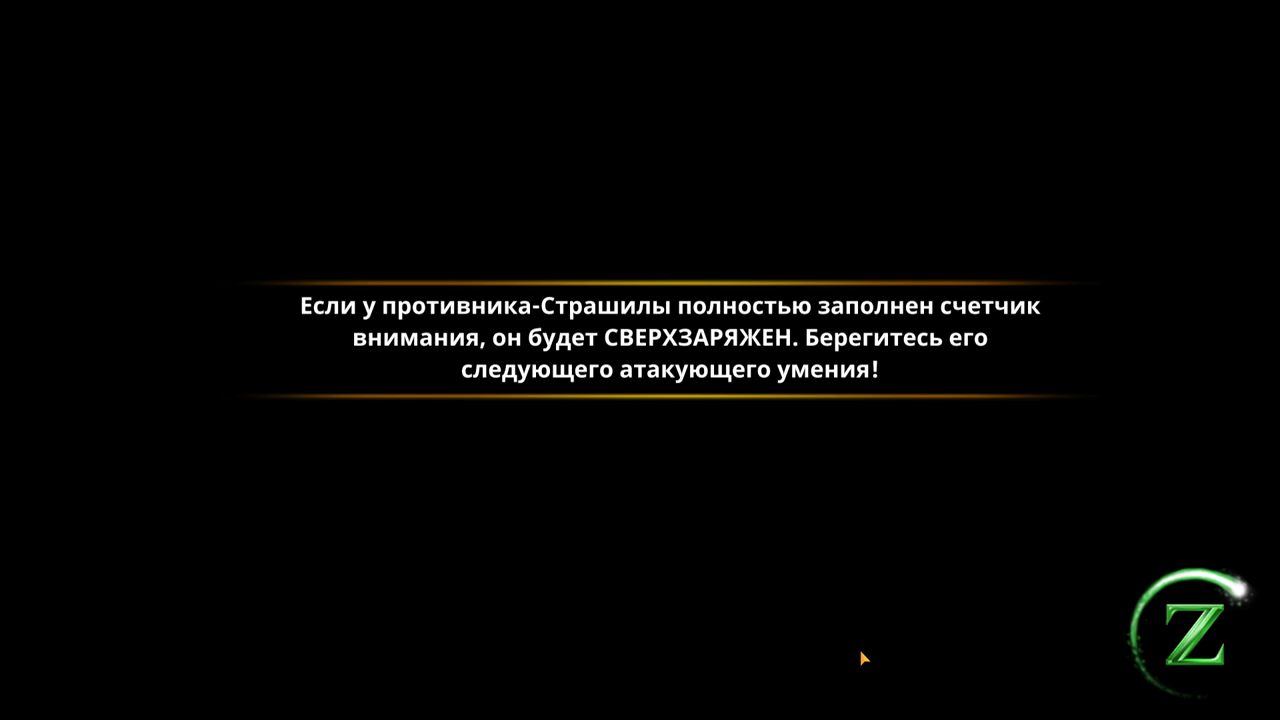 Если у противника-Страшилы полностью заполнен счетчик
внимания, он будет СВЕРХЗАРЯЖЕН. Берегитесь его
следующего атакующего умения!
Z